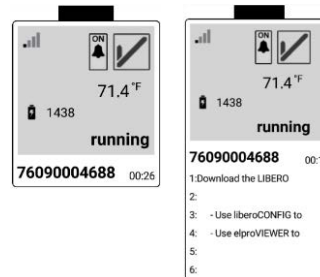 ON
71.4 °F
1438
running
76090004688 00:26
ON
71.4 °F
1438
running
76090004688
1:Download the LIBERO
2:
3: - Use liberoCONFIG to
4: - Use elproVIEWER to
5:
6: